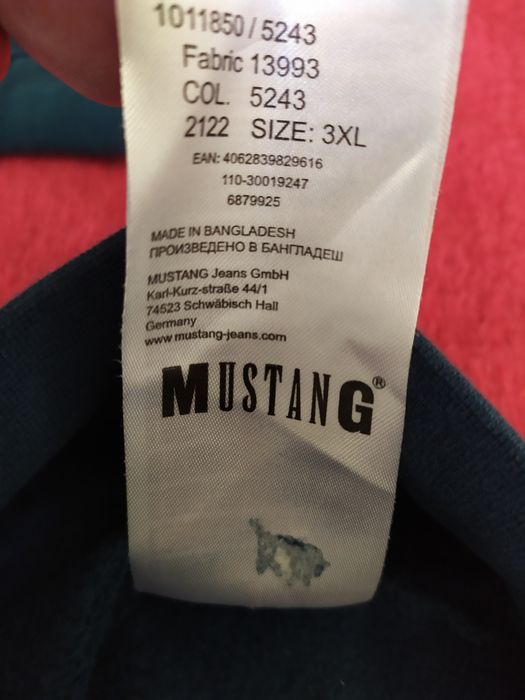 1011850/5243
Fabric 13993
COL. 5243
2122 SIZE: 3XL
EAN: 4062839829616
110-30019247
6879925
MADE IN BANGLADESH
ПРОИЗВЕДЕНО В БАНГЛАДЕШ
MUSTANG Jeans GmbH
Karl-Kurz-straße 44/1
74523 Schwäbisch Hall
Germany
www.mustang-jeans.com
MUSTANG®